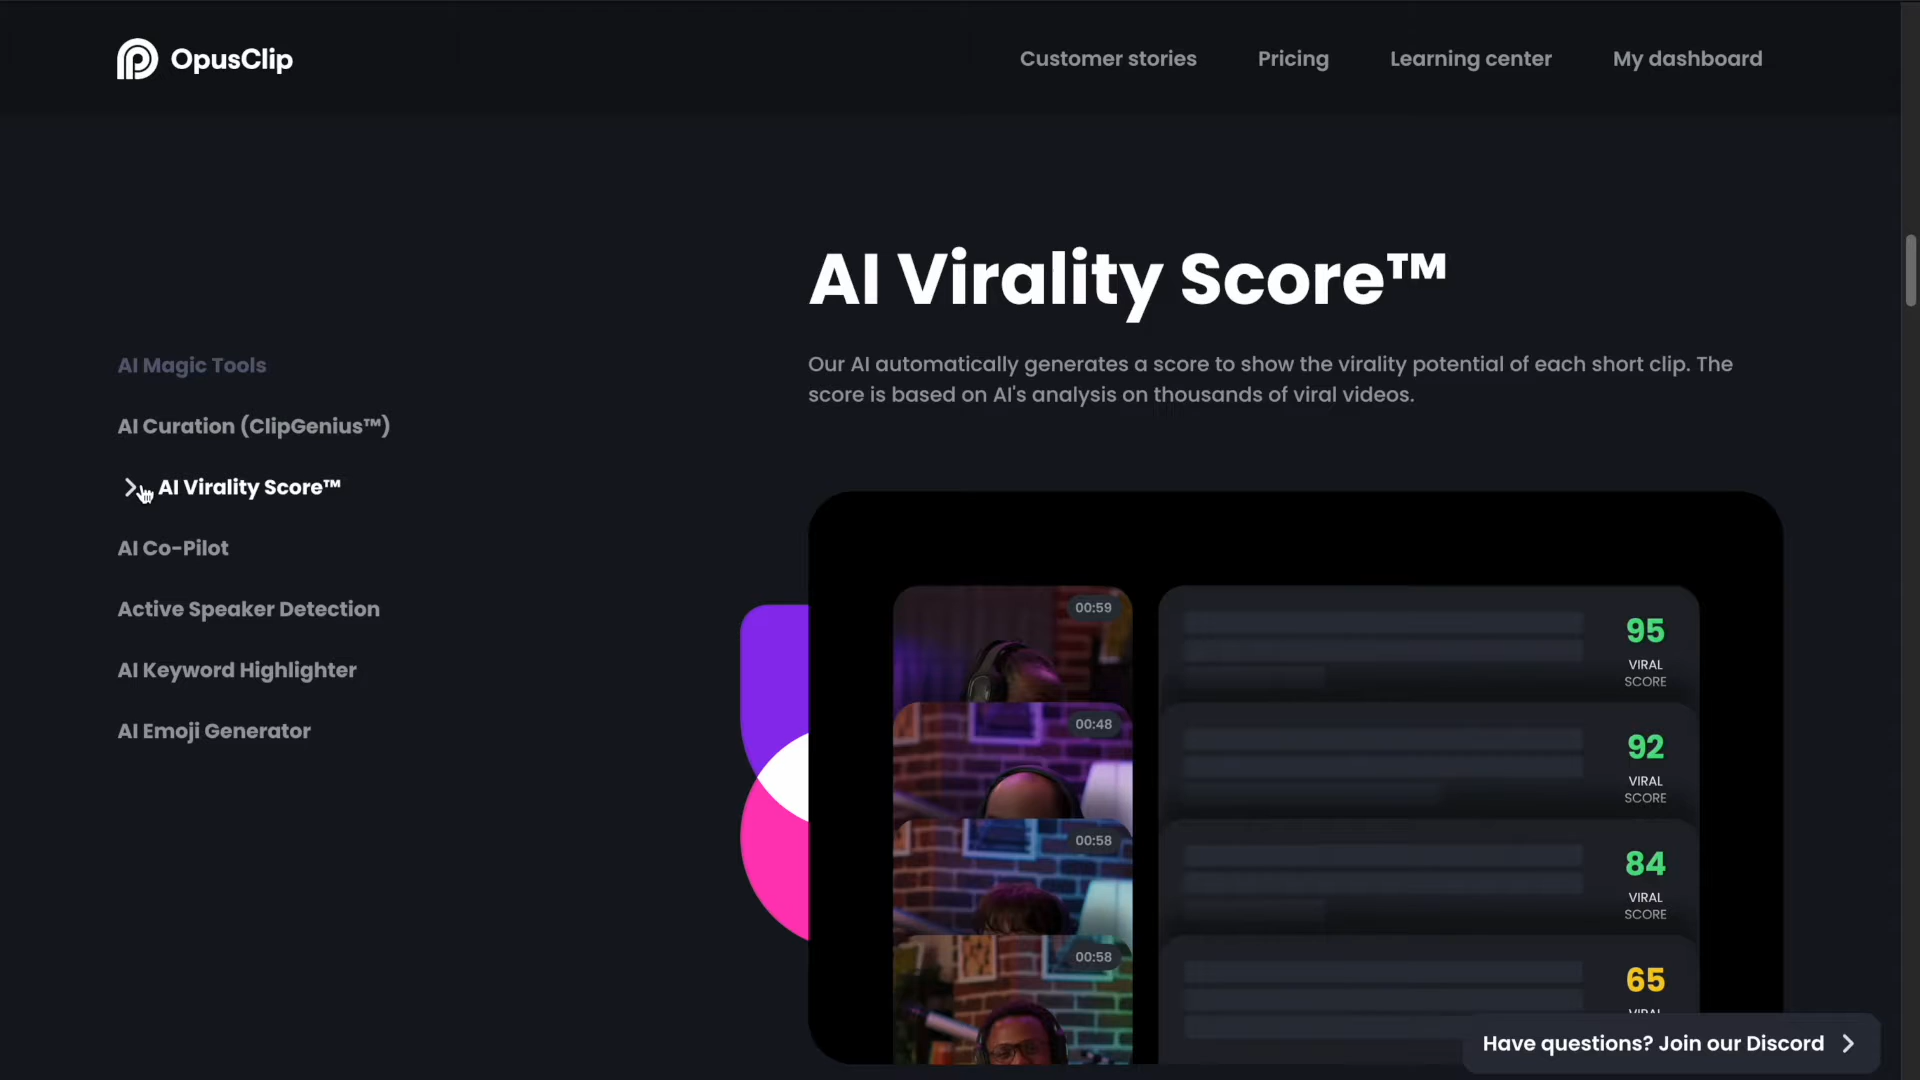 OpusClip
Customer stories
Pricing
Learning center
My dashboard
AI Magic Tools
AI Curation (ClipGenius™)
AI Virality Score™
AI Co-Pilot
Active Speaker Detection
AI Keyword Highlighter
AI Emoji Generator
AI Virality Score™
Our AI automatically generates a score to show the virality potential of each short clip. The
score is based on AI's analysis on thousands of viral videos.
00:59
95
VIRAL
SCORE
00:48
92
VIRAL
SCORE
00:58
84
VIRAL
SCORE
00:58
65
VIRAL
Have questions? Join our Discord